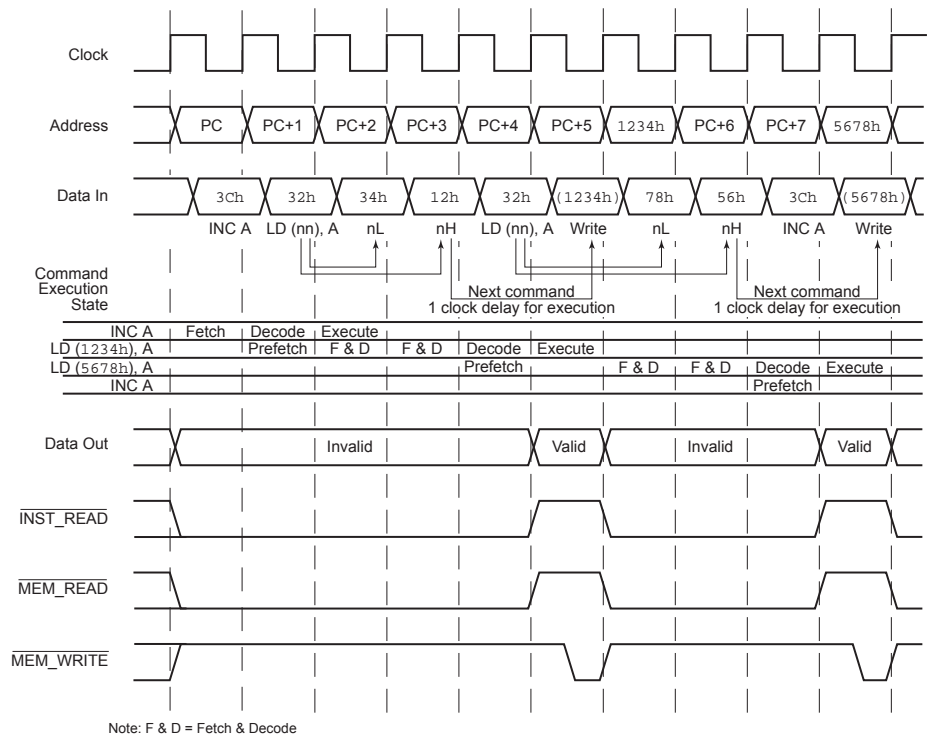 Clock
Address PC PC+1 PC+2 PC+3 PC+4 PC+5 1234h PC+6 PC+7 5678h
Data In 3Ch 32h 34h 12h 32h (1234h) 78h 56h 3Ch (5678h)
INC A LD (nn), A nL nH LD (nn), A Write nL nH INC A Write
Command
Execution
State
Next command
1 clock delay for execution
Next command
1 clock delay for execution
INC A Fetch Decode Execute
LD (1234h), A Prefetch F & D F & D Decode Execute
LD (5678h), A Prefetch F & D F & D Decode Execute
INC A Prefetch
Data Out Invalid Valid Invalid Valid
INST_READ
MEM_READ
MEM_WRITE
Note: F & D = Fetch & Decode